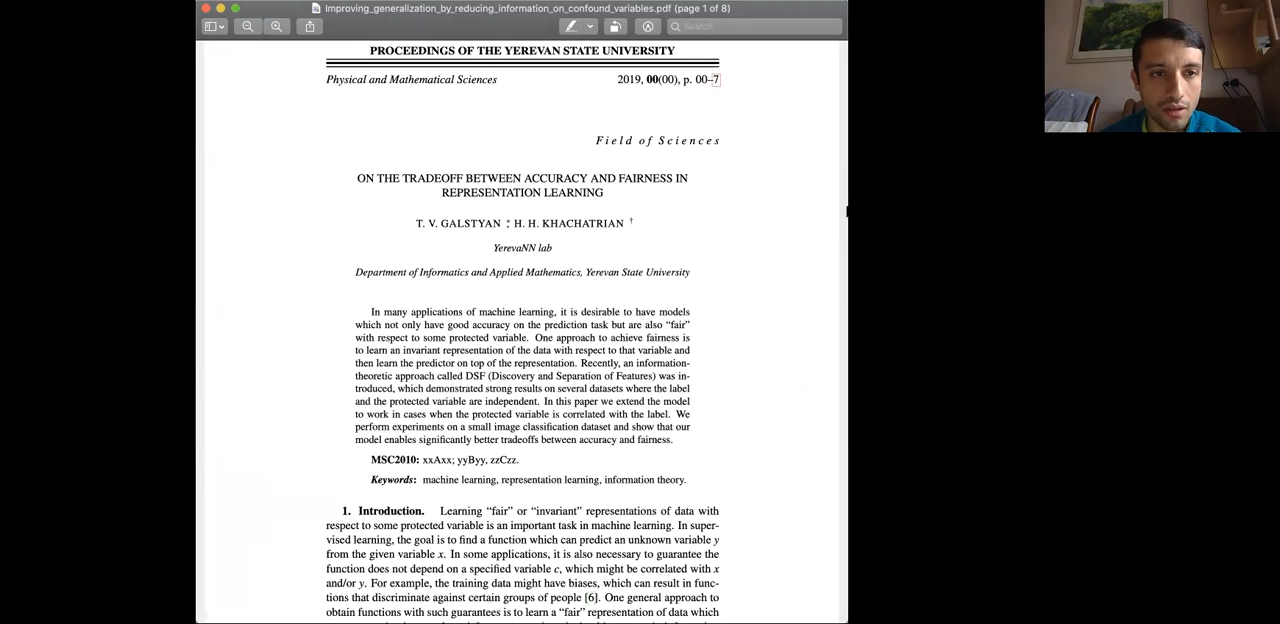 Improving_generalization_by_reducing_information_on_confound_variables.pdf (page 1 of 8)
Search
PROCEEDINGS OF THE YEREVAN STATE UNIVERSITY
Physical and Mathematical Sciences 2019, 00(00), p. 00–7
Field of Sciences
ON THE TRADEOFF BETWEEN ACCURACY AND FAIRNESS IN
REPRESENTATION LEARNING
T. V. GALSTYAN *, H. H. KHACHATRIAN †
YerevaNN lab
Department of Informatics and Applied Mathematics, Yerevan State University
In many applications of machine learning, it is desirable to have models
which not only have good accuracy on the prediction task but are also “fair”
with respect to some protected variable. One approach to achieve fairness is
to learn an invariant representation of the data with respect to that variable and
then learn the predictor on top of the representation. Recently, an information-
theoretic approach called DSF (Discovery and Separation of Features) was in-
troduced, which demonstrated strong results on several datasets where the label
and the protected variable are independent. In this paper we extend the model
to work in cases when the protected variable is correlated with the label. We
perform experiments on a small image classification dataset and show that our
model enables significantly better tradeoffs between accuracy and fairness.
MSC2010: xxAxx; yyByy, zzCzz.
Keywords: machine learning, representation learning, information theory.
1. Introduction. Learning “fair” or “invariant” representations of data with
respect to some protected variable is an important task in machine learning. In super-
vised learning, the goal is to find a function which can predict an unknown variable y
from the given variable x. In some applications, it is also necessary to guarantee the
function does not depend on a specified variable c, which might be correlated with x
and/or y. For example, the training data might have biases, which can result in func-
tions that discriminate against certain groups of people [6]. One general approach to
obtain functions with such guarantees is to learn a “fair” representation of data which